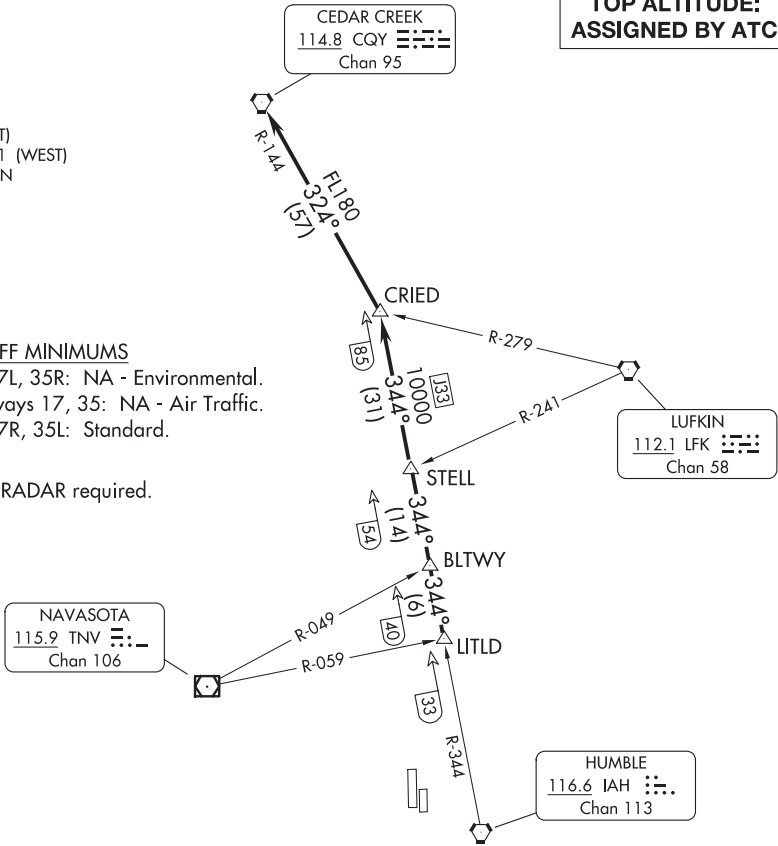 TOP ALTITUDE:
ASSIGNED BY ATC
CEDAR CREEK
114.8 CQY
Chan 95
T)
1 (WEST)
N
R-144
FL180
324°
(57)
CRIED
R-279
85
J33
10000
344°
(31)
R-241
LUFKIN
112.1 LFK
Chan 58
FF MINIMUMS
7L, 35R: NA - Environmental.
ways 17, 35: NA - Air Traffic.
7R, 35L: Standard.
RADAR required.
STELL
54
344°
(14)
BLTWY
NAVASOTA
115.9 TNV
Chan 106
R-049
40
344°
(6)
R-059
LITLD
33
R-344
HUMBLE
116.6 IAH
Chan 113